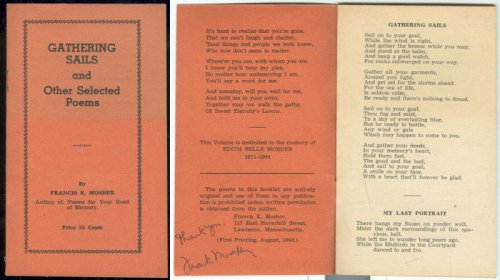 GATHERING
SAILS
and
Other Selected
Poems
By
FRANCIS E. MOSHER
Author of, Poems for Your Road
of Memory.
Price 35 Cents
It's hard to realize that you're gone,
That we can't laugh and chatter,
Treat things and people we both knew,
Who now don't seem to matter.
Where'er you are, with whom you are,
I know you'll hear my plea,
No matter how undeserving I am,
You'll say a word for me.
And someday, will you wait for me,
And hold me in your arms,
Together may we walk the paths,
Of Sweet Eternity's Lawns.
This Volume is dedicated to the memory of
EDITH BELLE MOSHER
1871-1944
The poems in this booklet are entirely
original and use of them in any publica-
tion is prohibited unless written permission
is obtained from the author.
Francis E. Mosher,
117 East Haverhill Street,
Lawrence, Massachusetts.
(First Printing, August, 1944)
Thank you
Frank Mosher
GATHERING SAILS
Sail on to your goal,
While the wind is right,
And gather the breeze while you may,
And stand at the helm,
And keep a good watch,
For rocks submerged on your way.
Gather all your garments,
Around you tight,
And get set for the storms ahead.
For the sea of life,
Is seldom calm,
Be ready and there's nothing to dread.
Sail on to your goal,
Thro fog and mist,
To a sky of everlasting blue,
But be ready to battle,
Any wind or gale
Which may happen to come to you.
And gather your deeds,
In your memory's heart,
Hold them fast,
The good and the bad,
And sail to your goal,
A smile on your face,
With a heart that'll forever be glad.
MY LAST PORTRAIT
There hangs my Susan on yonder wall,
Midst the dark surroundings of this spa-
cious, hall.
She left me to wander long years ago,
While the Bluebirds in the Courtyard
danced to and fro.